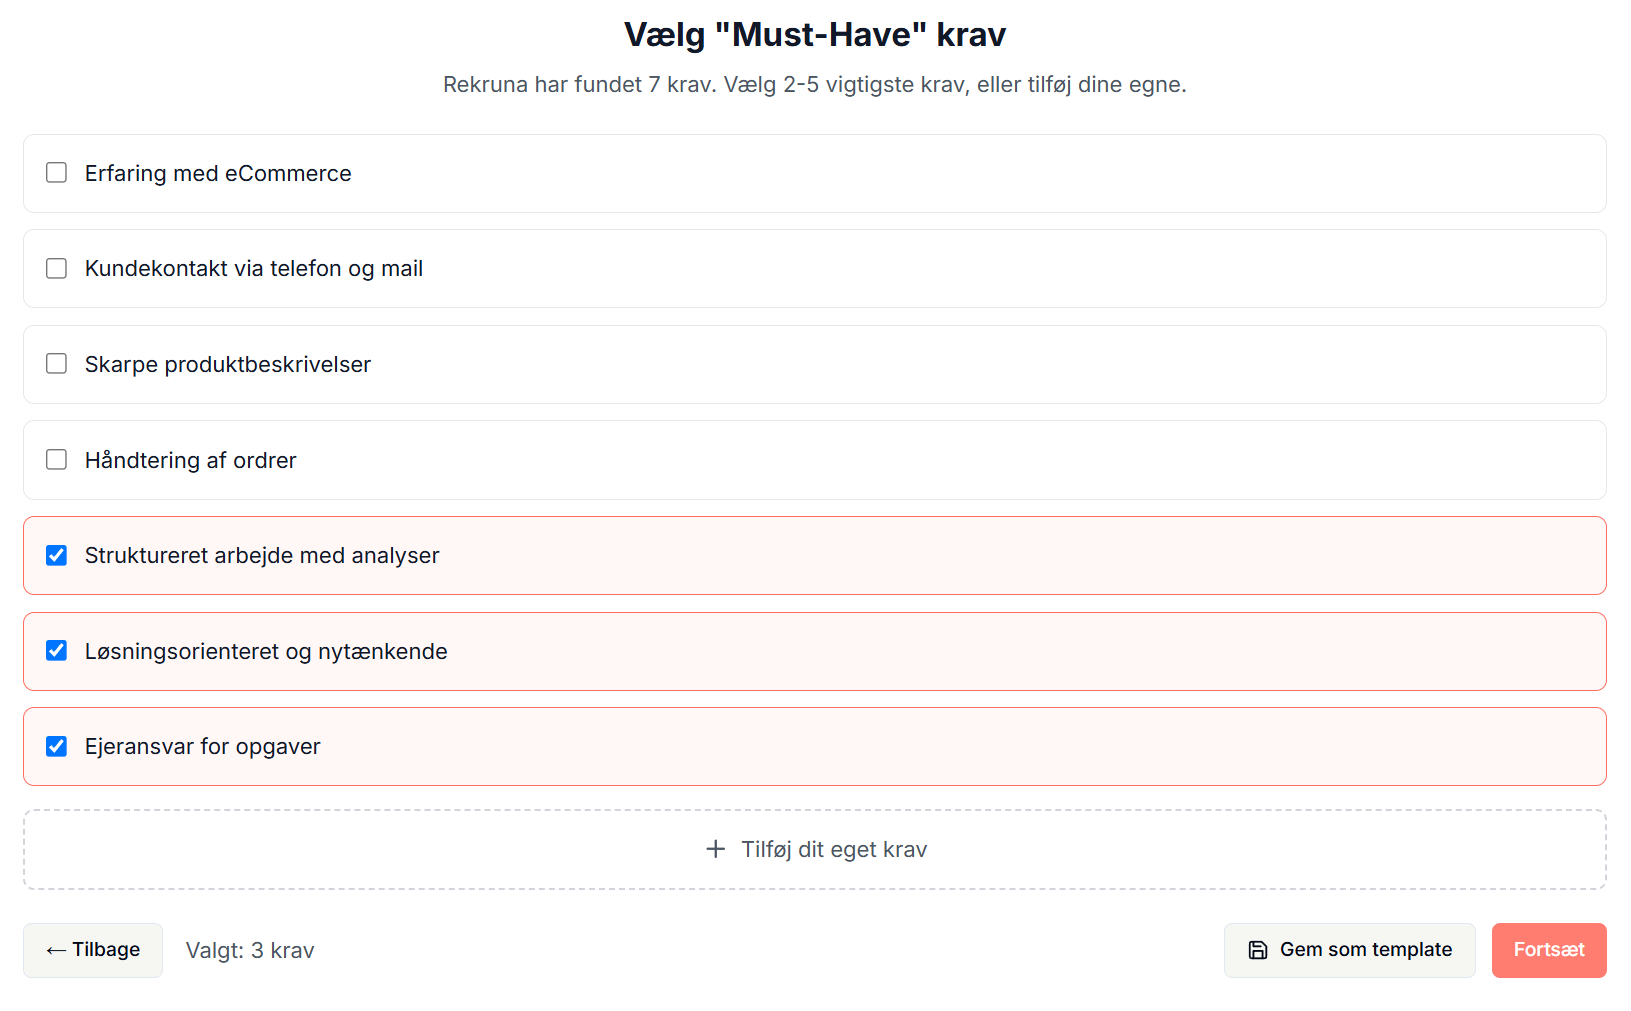 Vælg "Must-Have" krav
Rekruna har fundet 7 krav. Vælg 2-5 vigtigste krav, eller tilføj dine egne.
Erfaring med eCommerce
Kundekontakt via telefon og mail
Skarpe produktbeskrivelser
Håndtering af ordrer
Struktureret arbejde med analyser
Løsningsorienteret og nytænkende
Ejeransvar for opgaver
+ Tilføj dit eget krav
← Tilbage
Valgt: 3 krav
Gem som template
Fortsæt